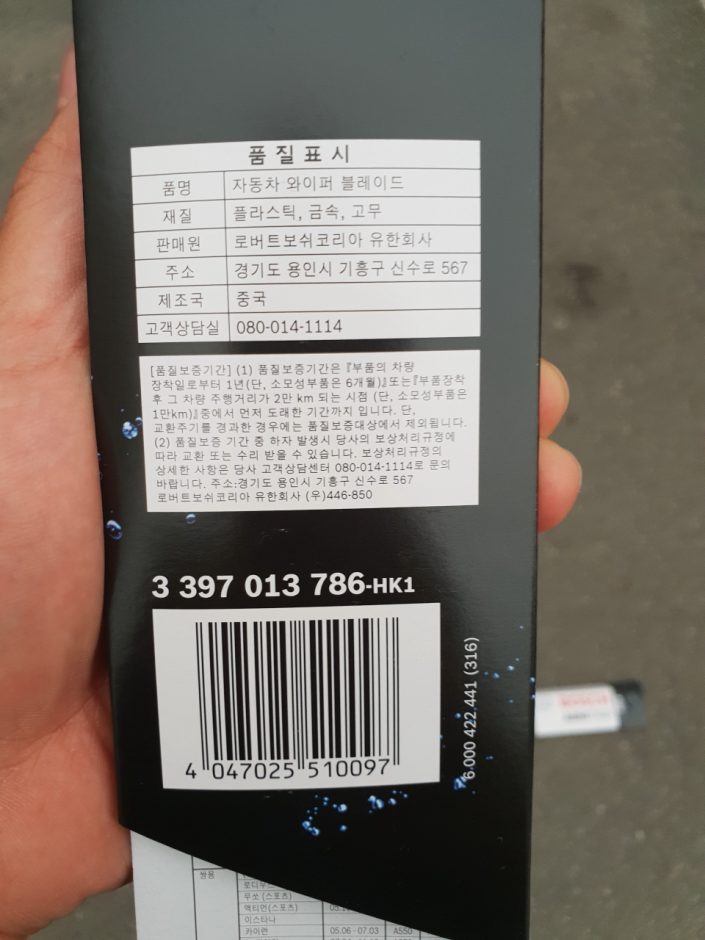 품질표시
품명 자동차 와이퍼 블레이드
재질 플라스틱, 금속, 고무
판매원 로버트보쉬코리아 유한회사
주소 경기도 용인시 기흥구 신수로 567
제조국 중국
고객상담실 080-014-1114
[품질보증기간] (1) 품질보증기간은 『부품의 차량
장착일로부터 1년(단, 소모성부품은 6개월)』또는『부품장착
후 그 차량 주행거리가 2만 km 되는 시점 (단, 소모성부품은
1만km)』중에서 먼저 도래한 기간까지 입니다. 단,
교환주기를 경과한 경우에는 품질보증대상에서 제외됩니다.
(2) 품질보증 기간 중 하자 발생시 당사의 보상처리규정에
따라 교환 또는 수리 받을 수 있습니다. 보상처리규정의
상세한 사항은 당사 고객상담센터 080-014-1114로 문의
바랍니다. 주소:경기도 용인시 기흥구 신수로 567
로버트보쉬코리아 유한회사 (우)446-850
3 397 013 786-HK1
4 047025 510097
6.000 422.441 (316)
BOSCH
쌍용
무쏘 (스포츠)
액티언(스포츠)
이스타나
카이런 05.06 - 07.03 A550